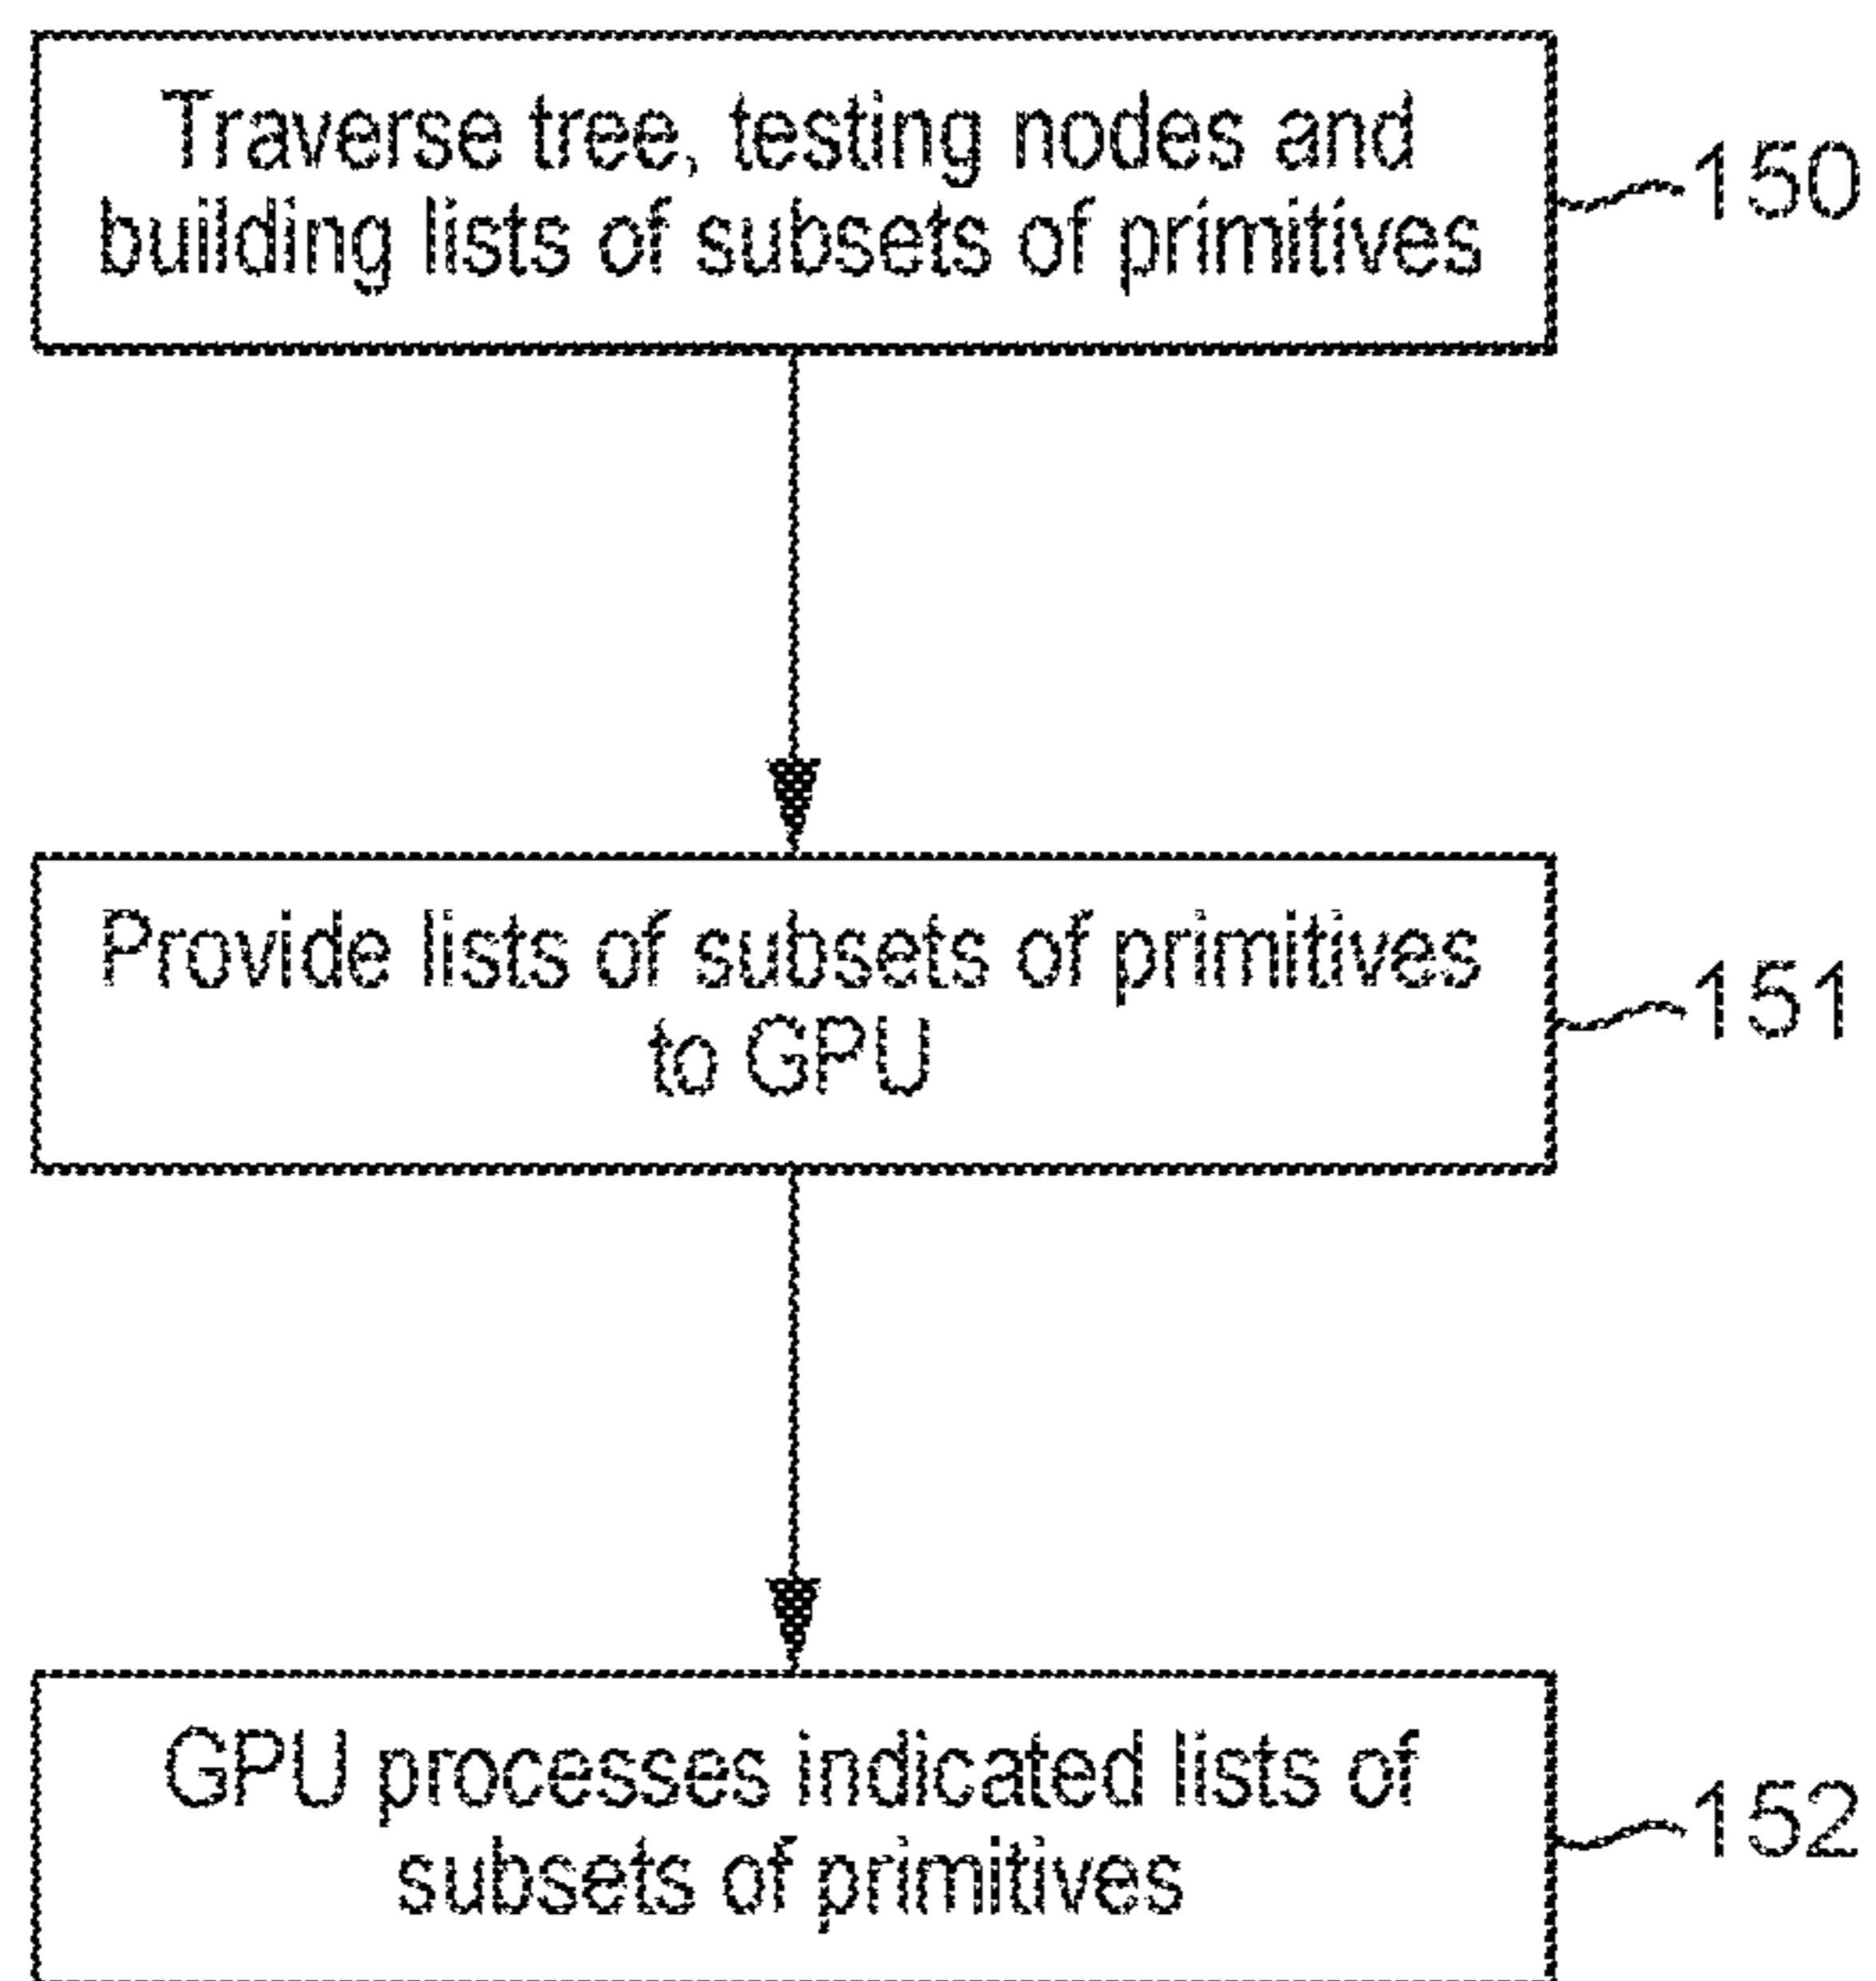 Traverse tree, testing nodes and
building lists of subsets of primitives
150
Provide lists of subsets of primitives
to GPU
151
GPU processes indicated lists of
subsets of primitives
152